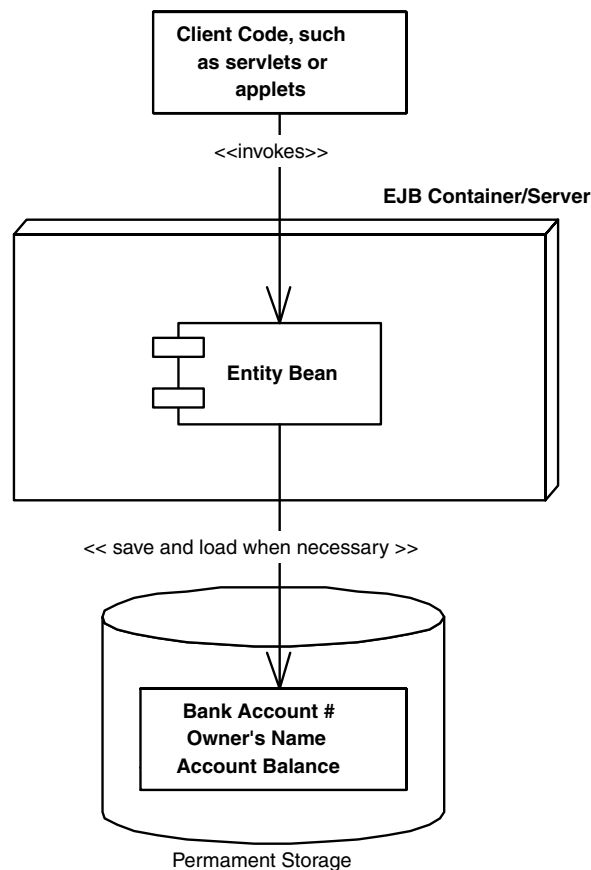 Client Code, such
as servlets or
applets
<<invokes>>
EJB Container/Server
Entity Bean
<< save and load when necessary >>
Bank Account #
Owner's Name
Account Balance
Permament Storage